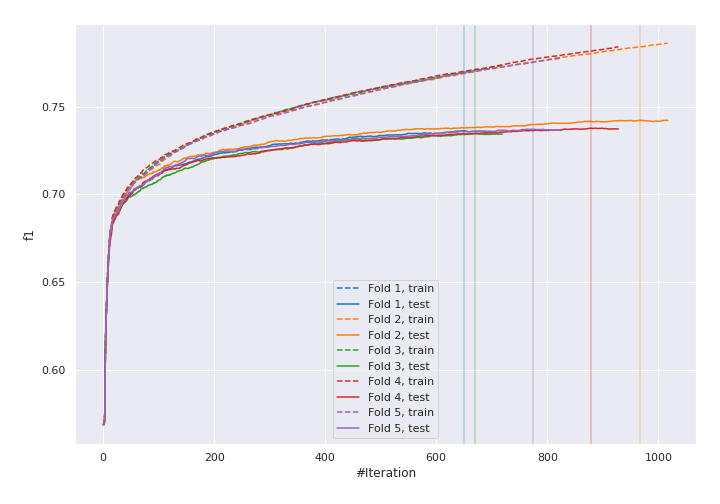 0.75
0.70
0.65
0.60
f1
Fold 1, train
Fold 1, test
Fold 2, train
Fold 2, test
Fold 3, train
Fold 3, test
Fold 4, train
Fold 4, test
Fold 5, train
Fold 5, test
0 200 400 600 800 1000
#Iteration